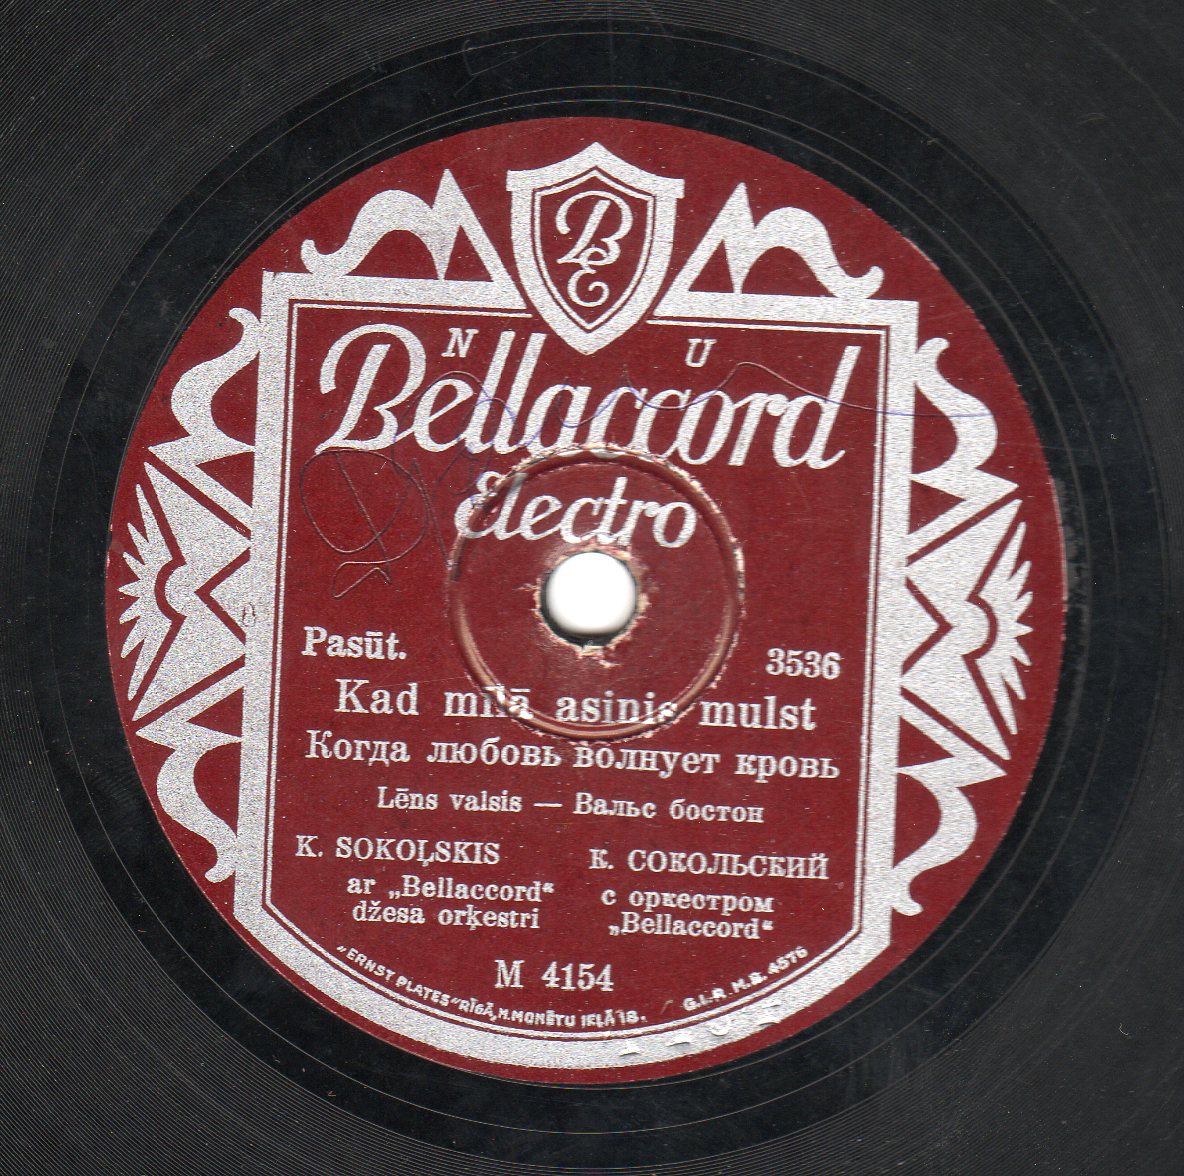 BE
N U
Bellaccord
Electro
Pasūt. 3536
Kad mīlā asinis mulst
Когда любовь волнует кровь
Lēns valsis — Вальс бостон
K. SOKOĻSKIS
ar „Bellaccord“
džesa orķestri
К. СОКОЛЬСКИЙ
с оркестром
„Bellaccord“
M 4154
„ERNST PLATES“ RĪGĀ, M. MONĒTU IELĀ 18. G.L.R. M.B. 4576